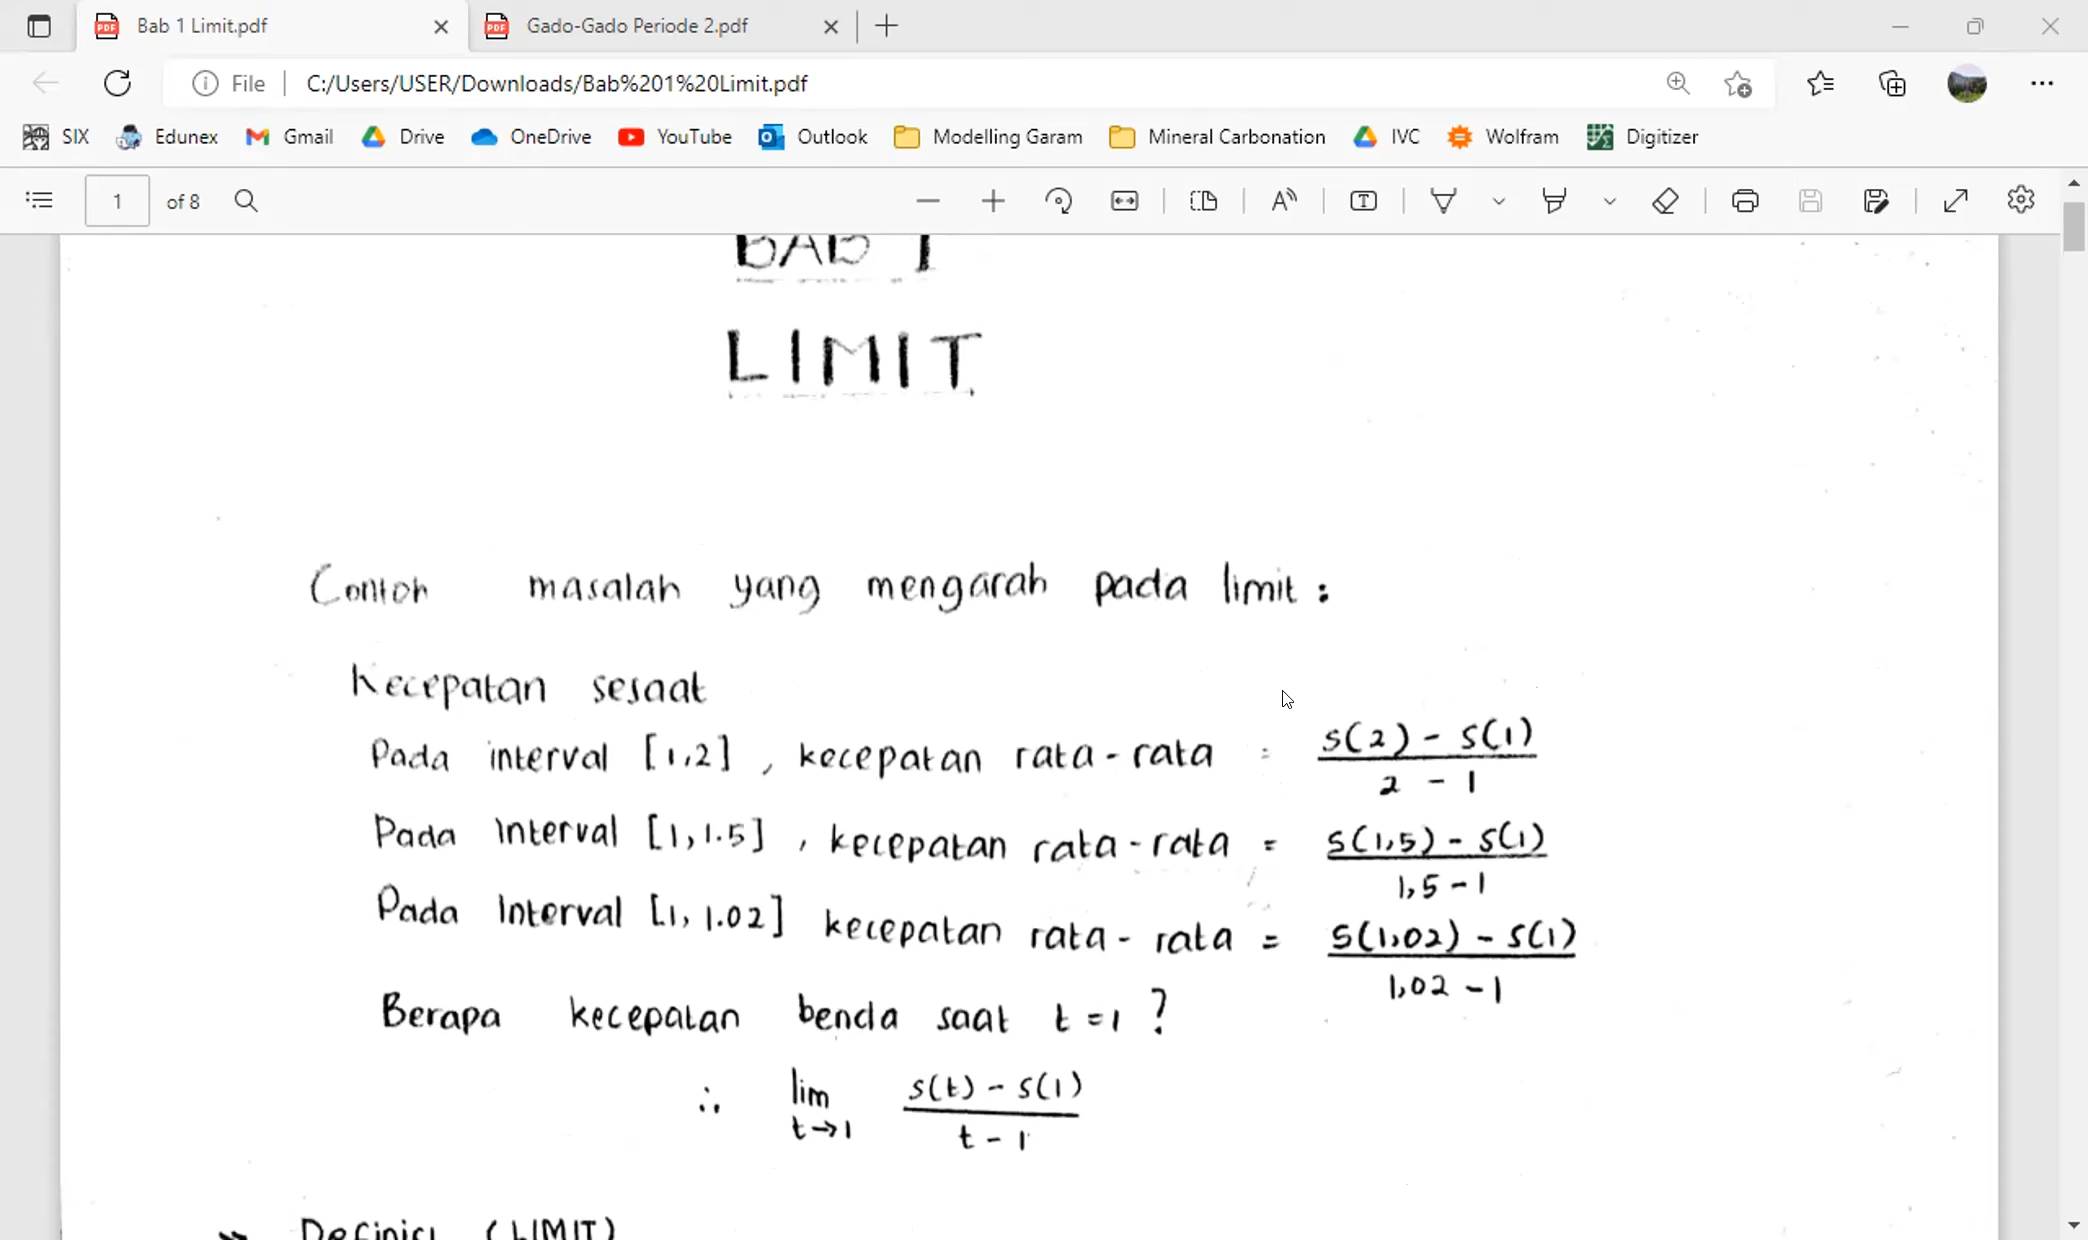 Bab 1 Limit.pdf
Gado-Gado Periode 2.pdf
File
C:/Users/USER/Downloads/Bab%201%20Limit.pdf
SIX Edunex Gmail Drive OneDrive YouTube Outlook Modelling Garam Mineral Carbonation IVC Wolfram Digitizer
1 of 8
BAB 1
LIMIT
Contoh masalah yang mengarah pada limit :
Kecepatan sesaat
Pada interval [1,2] , kecepatan rata-rata = s(2) - s(1) / 2 - 1
Pada interval [1, 1.5] , kecepatan rata-rata = s(1,5) - s(1) / 1,5 - 1
Pada interval [1, 1.02] kecepatan rata-rata = s(1,02) - s(1) / 1,02 - 1
Berapa kecepatan benda saat t = 1 ?
∴ lim t→1 s(t) - s(1) / t - 1
» Definisi (LIMIT)